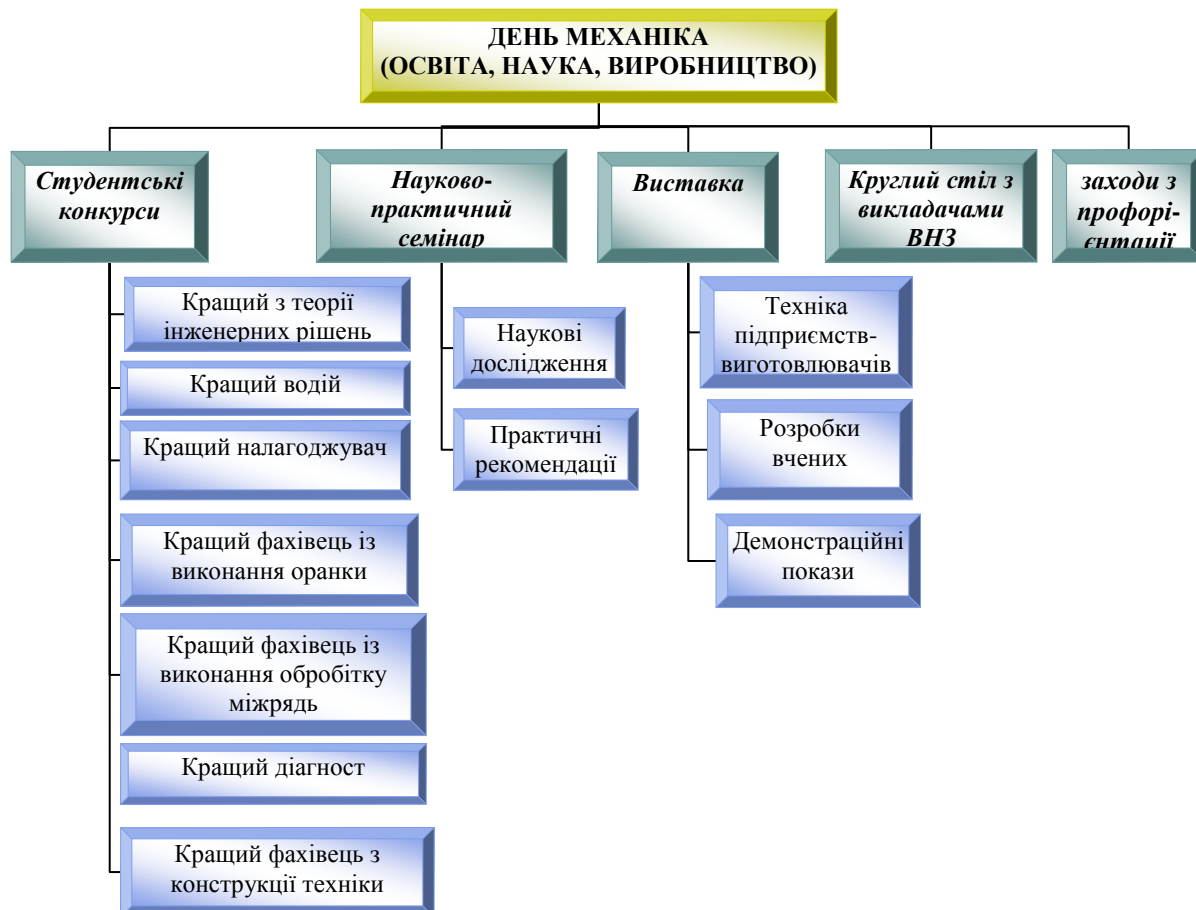 ДЕНЬ МЕХАНІКА
(ОСВІТА, НАУКА, ВИРОБНИЦТВО)
Студентські
конкурси
Науково-
практичний
семінар
Виставка
Круглий стіл з
викладачами
ВНЗ
заходи з
профорі-
єнтації
Кращий з теорії
інженерних рішень
Кращий водій
Кращий налагоджувач
Кращий фахівець із
виконання оранки
Кращий фахівець із
виконання обробітку
міжрядь
Кращий діагност
Кращий фахівець з
конструкції техніки
Наукові
дослідження
Практичні
рекомендації
Техніка
підприємств-
виготовлювачів
Розробки
вчених
Демонстраційні
покази